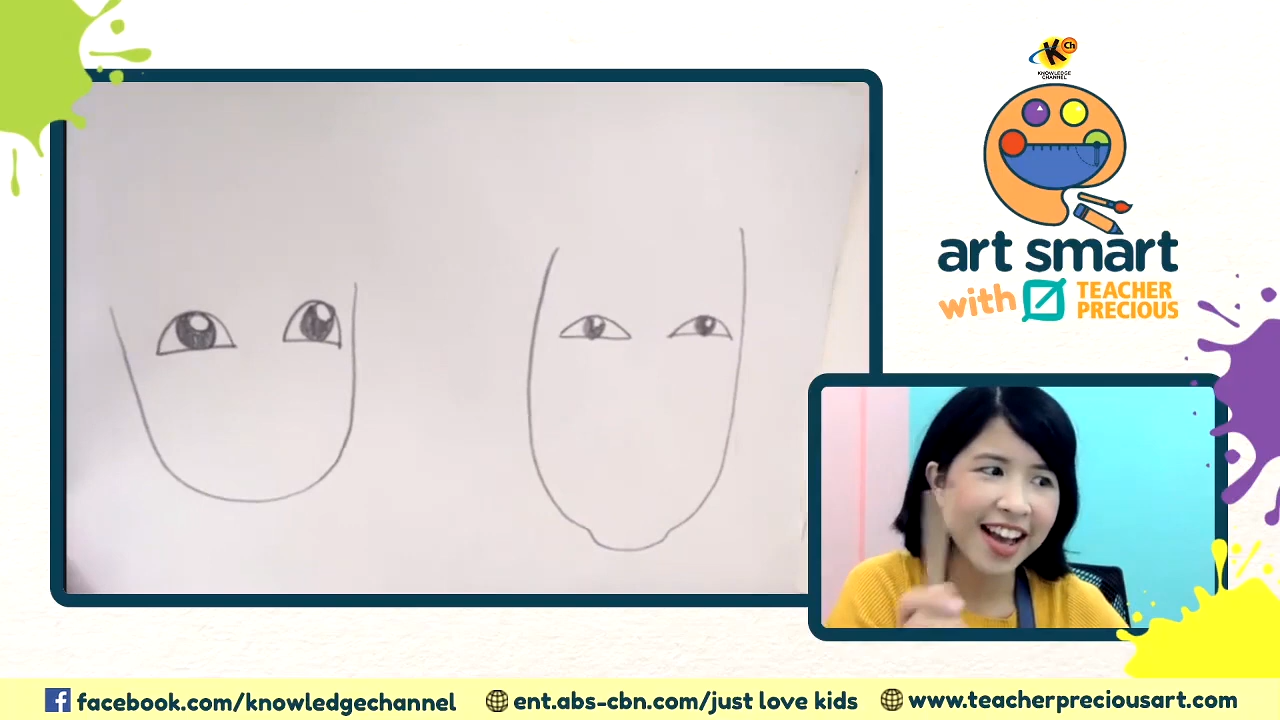 K Ch
KNOWLEDGE
CHANNEL
art smart
with TEACHER
PRECIOUS
facebook.com/knowledgechannel
ent.abs-cbn.com/just love kids
www.teacherpreciousart.com